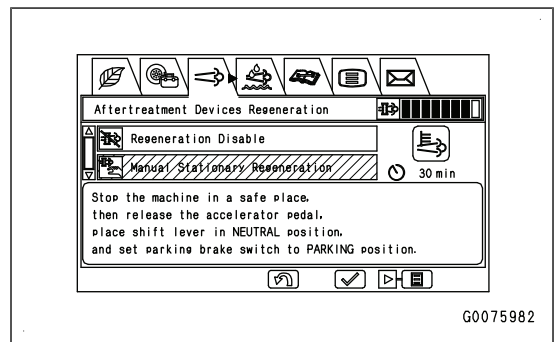 Aftertreatment Devices Regeneration
Regeneration Disable
Manual Stationary Regeneration
30 min
Stop the machine in a safe place,
then release the accelerator pedal,
place shift lever in NEUTRAL position,
and set parking brake switch to PARKING position.
G0075982